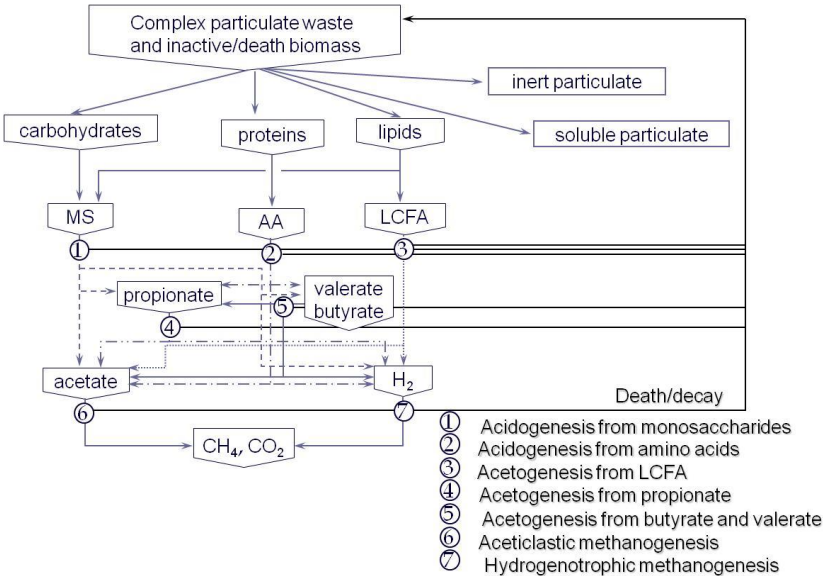 Complex particulate waste
and inactive/death biomass
inert particulate
carbohydrates
proteins
lipids
soluble particulate
MS
AA
LCFA
1
2
3
propionate
valerate
butyrate
5
4
acetate
H₂
Death/decay
6
7
CH₄, CO₂
1 Acidogenesis from monosaccharides
2 Acidogenesis from amino acids
3 Acetogenesis from LCFA
4 Acetogenesis from propionate
5 Acetogenesis from butyrate and valerate
6 Aceticlastic methanogenesis
7 Hydrogenotrophic methanogenesis